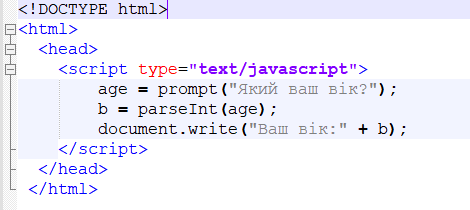 <!DOCTYPE html>
<html>
<head>
<script type="text/javascript">
age = prompt("Який ваш вік?");
b = parseInt(age);
document.write("Ваш вік:" + b);
</script>
</head>
</html>